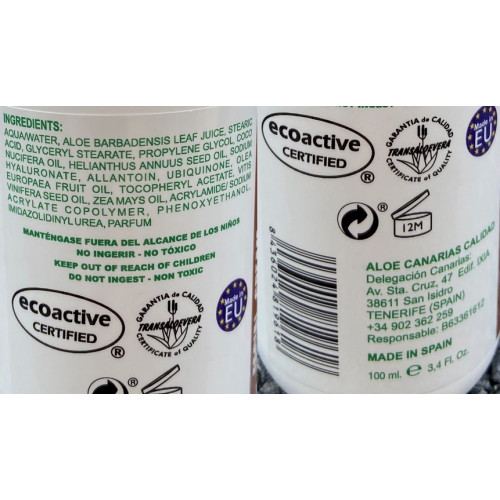 INGREDIENTS:
AQUA/WATER, ALOE BARBADENSIS LEAF JUICE, STEARIC
ACID, GLYCERYL STEARATE, PROPYLENE GLYCOL, COCO
NUCIFERA OIL, HELIANTHUS ANNUUS SEED OIL, SODIUM
HYALURONATE, ALLANTOIN, UBIQUINONE, OLEA
EUROPAEA FRUIT OIL, TOCOPHERYL ACETATE, VITIS
VINIFERA SEED OIL, ZEA MAYS OIL, ACRYLAMIDE/ SODIUM
ACRYLATE COPOLYMER, PHENOXYETHANOL,
IMIDAZOLIDINYL UREA, PARFUM
MANTÉNGASE FUERA DEL ALCANCE DE LOS NIÑOS
NO INGERIR - NO TÓXICO
KEEP OUT OF REACH OF CHILDREN
DO NOT INGEST - NON TOXIC
ecoactive
CERTIFIED
®
GARANTIA de CALIDAD
TRANSALOEVERA
CERTIFICATE of QUALITY
Made in
EU
®
ecoactive
CERTIFIED
®
GARANTIA de CALIDAD
TRANSALOEVERA
CERTIFICATE of QUALITY
Made in
EU
®
12M
ALOE CANARIAS CALIDAD
Delegación Canarias:
Av. Sta. Cruz, 47 Edif. IXIA
38611 San Isidro
TENERIFE (SPAIN)
+34 902 362 259
Responsable: B63361612
MADE IN SPAIN
100 ml. e 3,4 Fl. Oz.